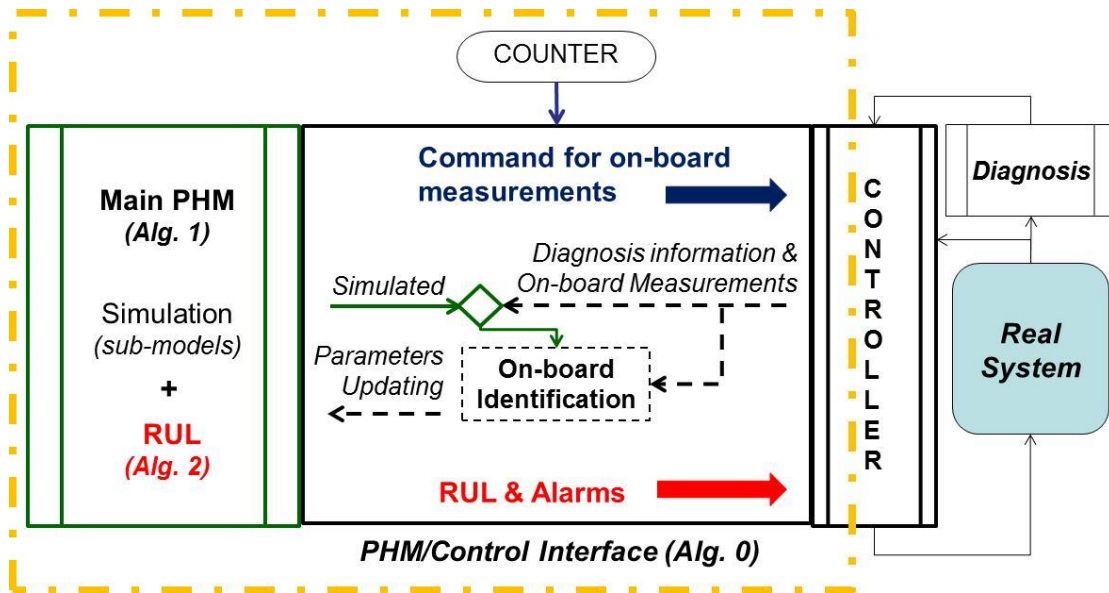 COUNTER
Main PHM
(Alg. 1)
Simulation
(sub-models)
+
RUL
(Alg. 2)
Command for on-board
measurements
Diagnosis information &
On-board Measurements
Simulated
Parameters
Updating
On-board
Identification
RUL & Alarms
PHM/Control Interface (Alg. 0)
CONTROLLER
Diagnosis
Real
System